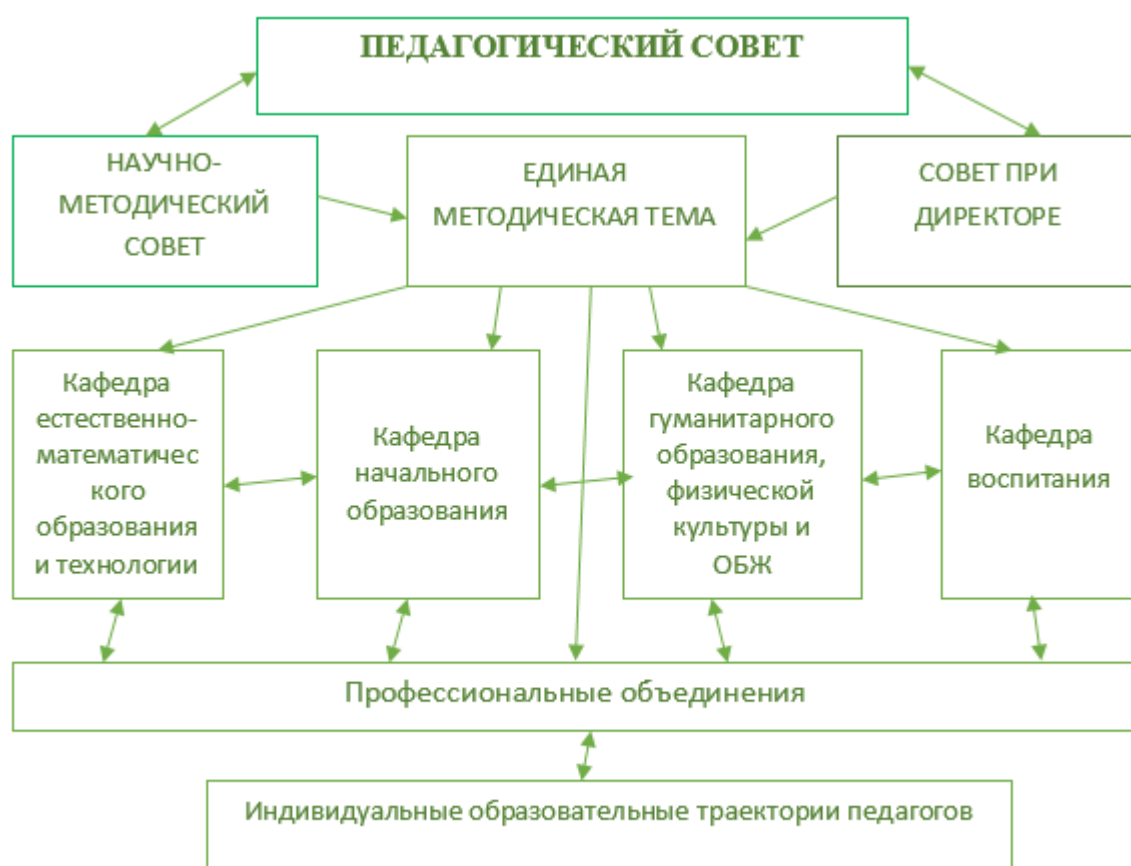 ПЕДАГОГИЧЕСКИЙ СОВЕТ
НАУЧНО-
МЕТОДИЧЕСКИЙ
СОВЕТ
ЕДИНАЯ
МЕТОДИЧЕСКАЯ ТЕМА
СОВЕТ ПРИ
ДИРЕКТОРЕ
Кафедра
естественно-
математичес
кого
образования
и технологии
Кафедра
начального
образования
Кафедра
гуманитарного
образования,
физической
культуры и
ОБЖ
Кафедра
воспитания
Профессиональные объединения
Индивидуальные образовательные траектории педагогов